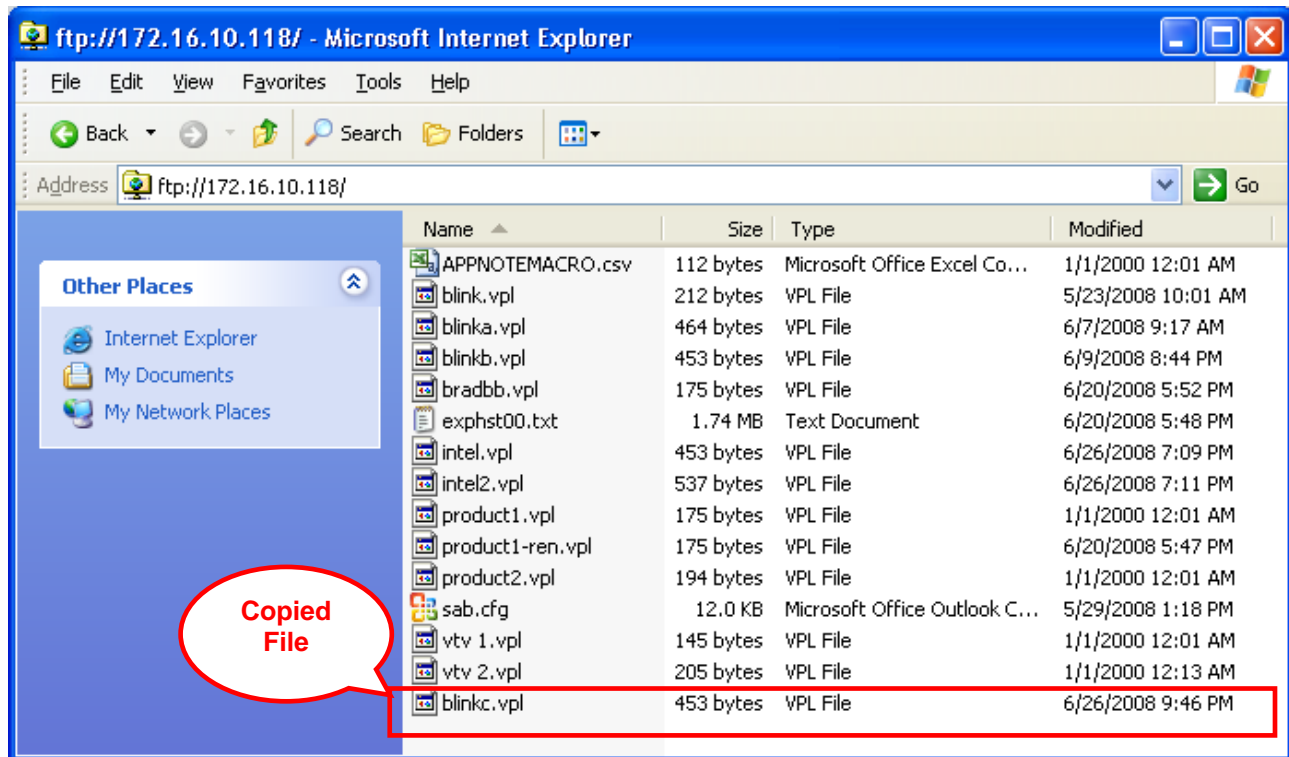 ftp://172.16.10.118/ - Microsoft Internet Explorer
File Edit View Favorites Tools Help
Back Search Folders
Address ftp://172.16.10.118/ Go
Name Size Type Modified
Other Places
Internet Explorer
My Documents
My Network Places
APPNOTEMACRO.csv 112 bytes Microsoft Office Excel Co... 1/1/2000 12:01 AM
blink.vpl 212 bytes VPL File 5/23/2008 10:01 AM
blinka.vpl 464 bytes VPL File 6/7/2008 9:17 AM
blinkb.vpl 453 bytes VPL File 6/9/2008 8:44 PM
bradbb.vpl 175 bytes VPL File 6/20/2008 5:52 PM
exphst00.txt 1.74 MB Text Document 6/20/2008 5:48 PM
intel.vpl 453 bytes VPL File 6/26/2008 7:09 PM
intel2.vpl 537 bytes VPL File 6/26/2008 7:11 PM
product1.vpl 175 bytes VPL File 1/1/2000 12:01 AM
product1-ren.vpl 175 bytes VPL File 6/20/2008 5:47 PM
product2.vpl 194 bytes VPL File 1/1/2000 12:01 AM
sab.cfg 12.0 KB Microsoft Office Outlook C... 5/29/2008 1:18 PM
vtv 1.vpl 145 bytes VPL File 1/1/2000 12:01 AM
vtv 2.vpl 205 bytes VPL File 1/1/2000 12:13 AM
blinkc.vpl 453 bytes VPL File 6/26/2008 9:46 PM
Copied
File